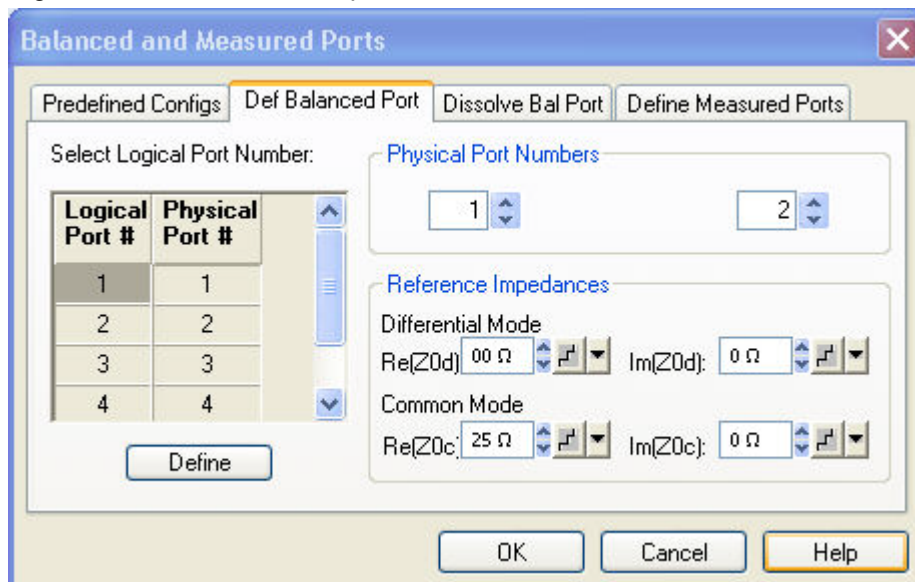 Balanced and Measured Ports
Predefined Configs Def Balanced Port Dissolve Bal Port Define Measured Ports
Select Logical Port Number:
Logical Port # Physical Port #
1 1
2 2
3 3
4 4
Define
Physical Port Numbers
1 2
Reference Impedances
Differential Mode
Re(Z0d) 00 Ω Im(Z0d): 0 Ω
Common Mode
Re(Z0c) 25 Ω Im(Z0c): 0 Ω
OK Cancel Help